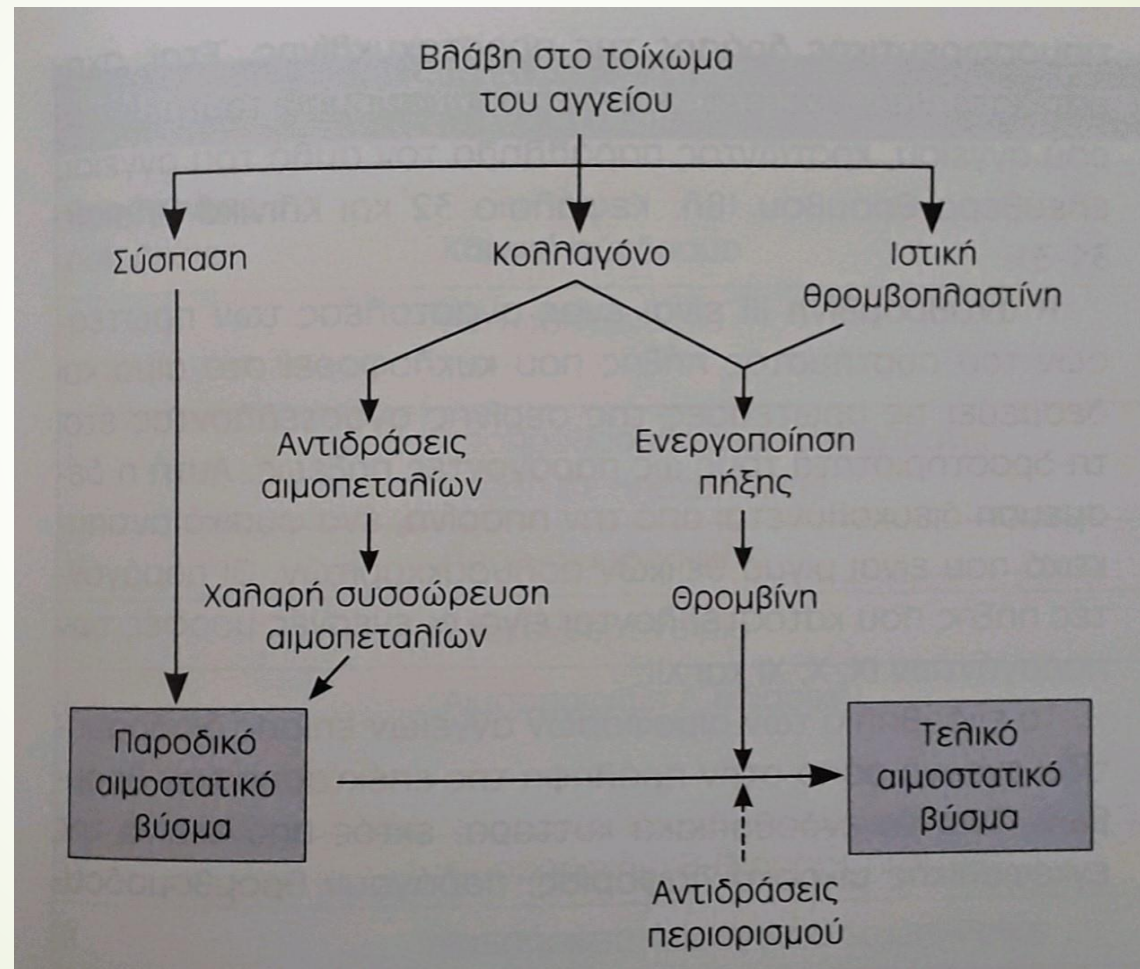 Βλάβη στο τοίχωμα
του αγγείου
Σύσπαση
Κολλαγόνο
Ιστική
θρομβοπλαστίνη
Αντιδράσεις
αιμοπεταλίων
Ενεργοποίηση
πήξης
Χαλαρή συσσώρευση
αιμοπεταλίων
Θρομβίνη
Παροδικό
αιμοστατικό
βύσμα
Τελικό
αιμοστατικό
βύσμα
Αντιδράσεις
περιορισμού